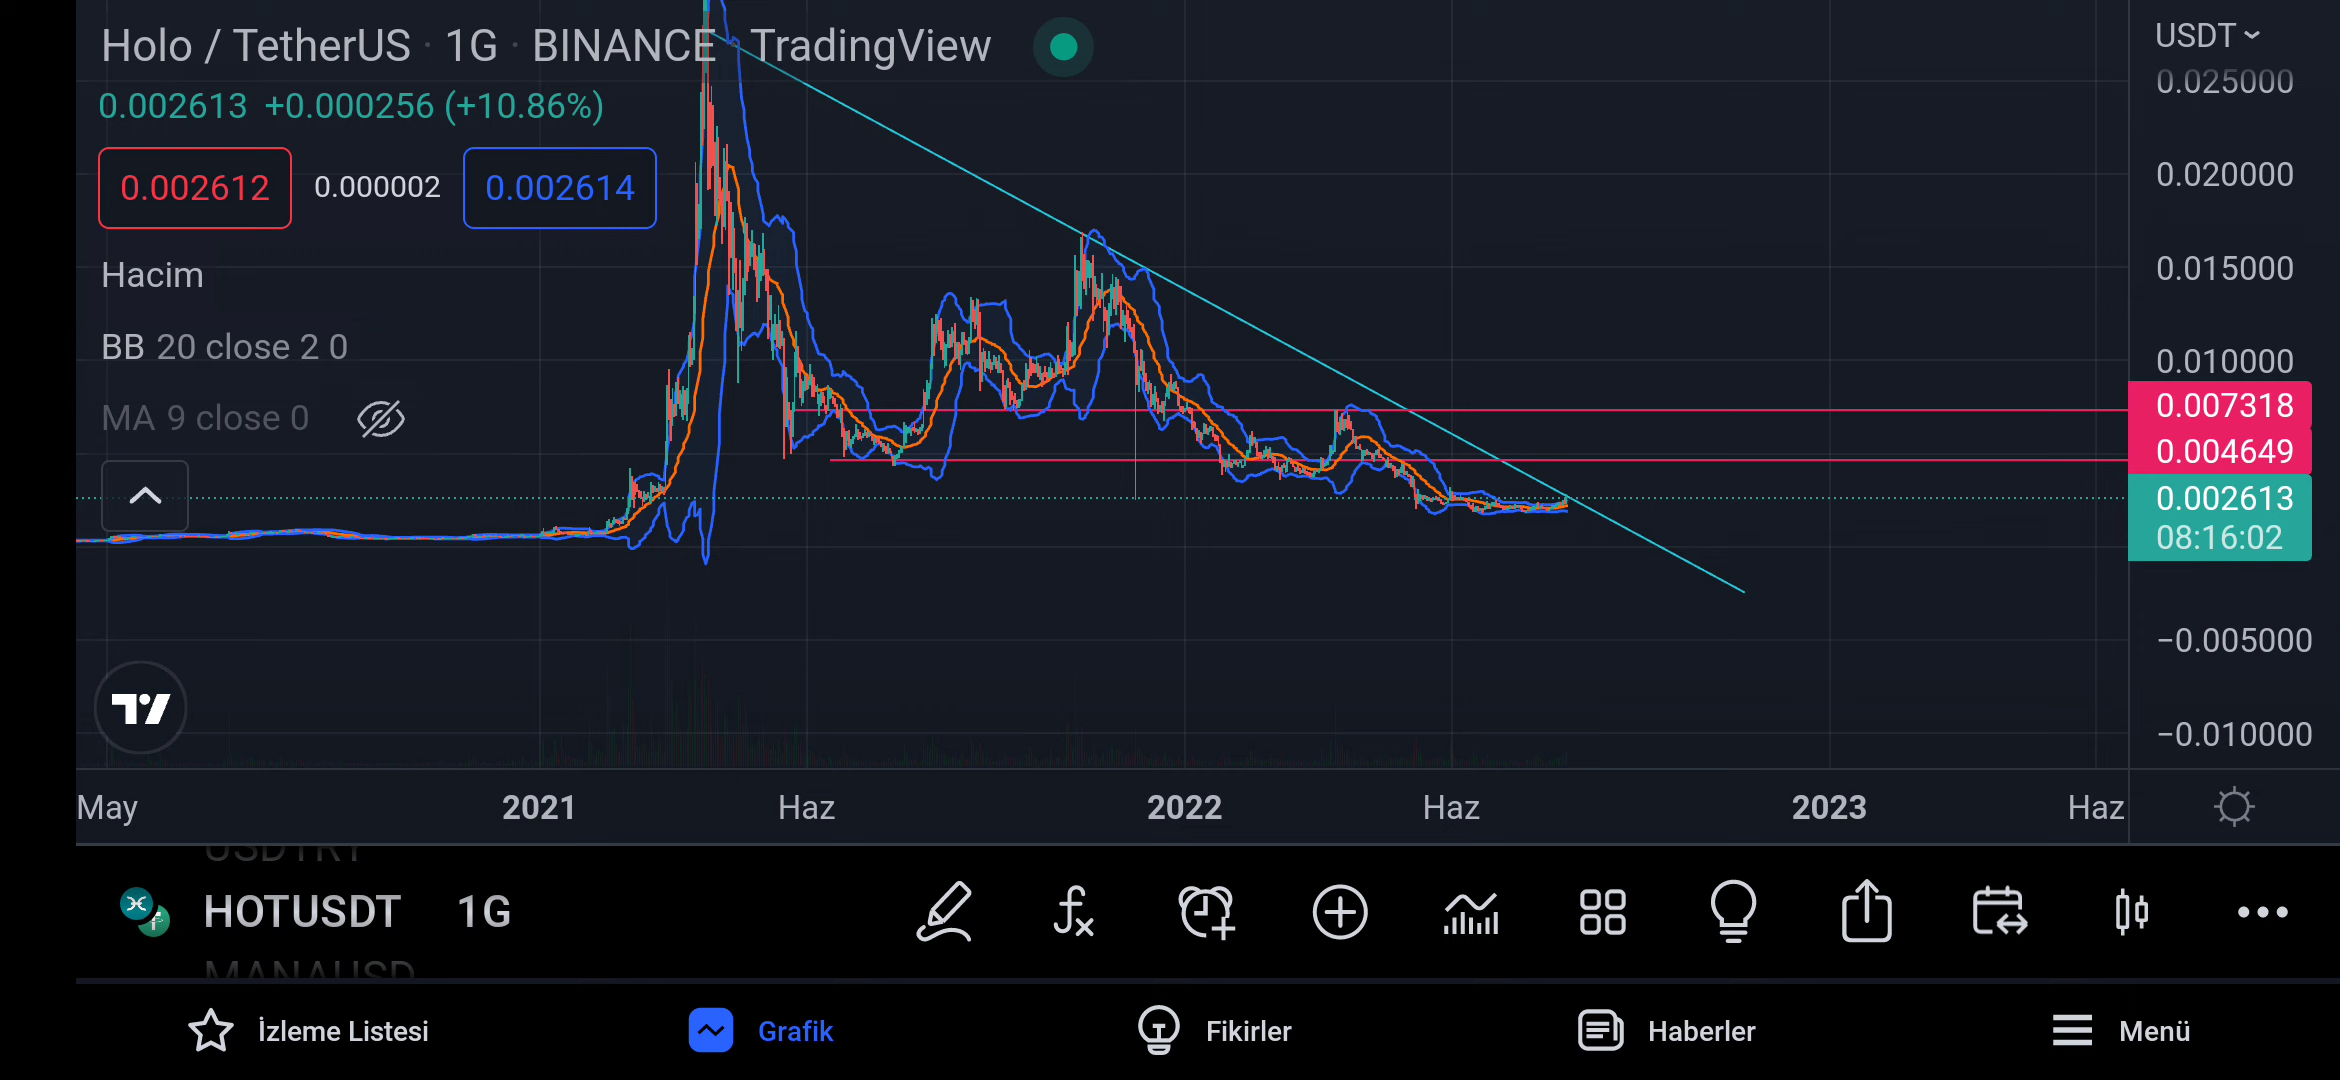 Holo / TetherUS · 1G · BINANCE TradingView
0.002613 +0.000256 (+10.86%)
0.002612 0.000002 0.002614
Hacim
BB 20 close 2 0
MA 9 close 0
USDT
0.025000
0.020000
0.015000
0.010000
0.007318
0.004649
0.002613
08:16:02
−0.005000
−0.010000
May 2021 Haz 2022 Haz 2023 Haz
USDTRY
HOTUSDT 1G
MANAUSD
İzleme Listesi Grafik Fikirler Haberler Menü